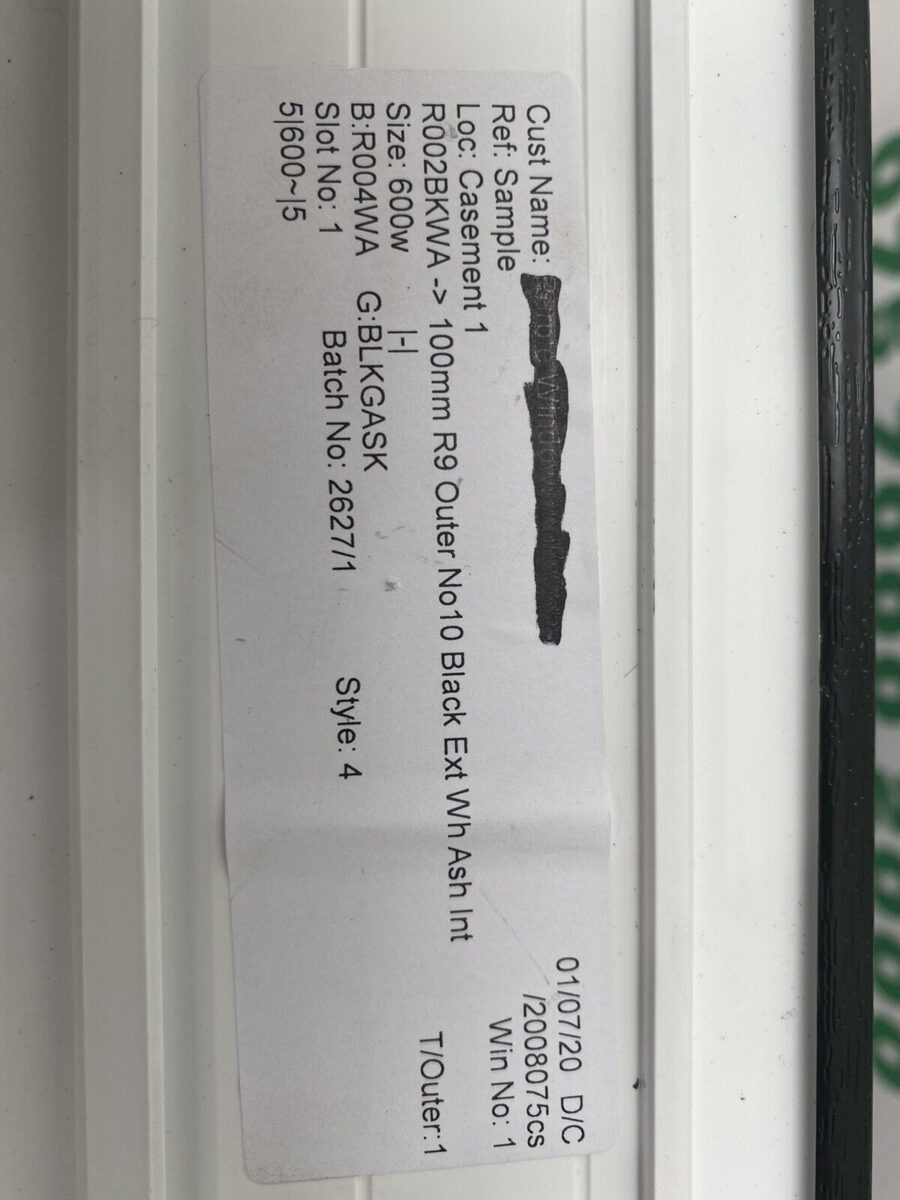 Cust Name:
01/07/20 D/C
Ref: Sample
/2008075cs
Loc: Casement 1
Win No: 1
R002BKWA -> 100mm R9 Outer No10 Black Ext Wh Ash Int
T/Outer:1
Size: 600w |-|
B:R004WA G:BLKGASK
Slot No: 1 Batch No: 2627/1 Style: 4
5|600~|5